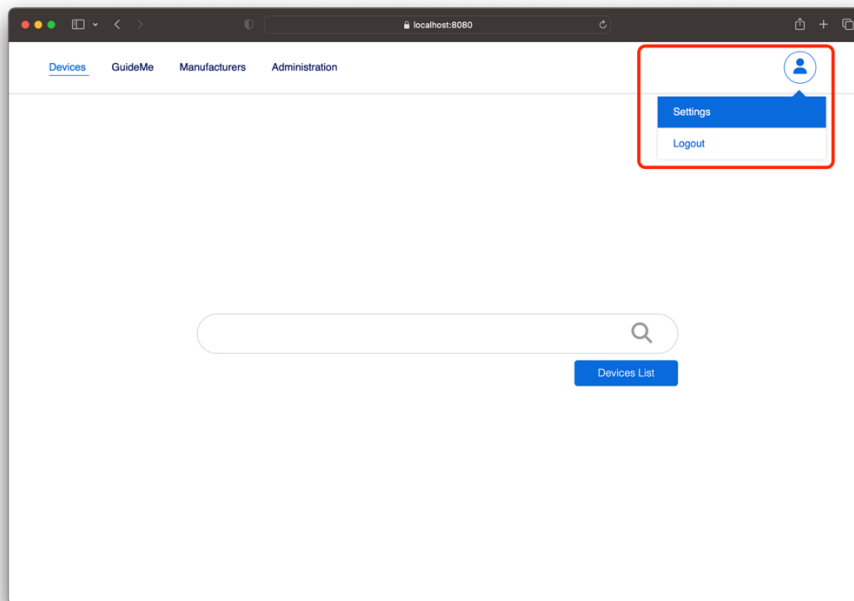 localhost:8080
Devices GuideMe Manufacturers Administration
Settings
Logout
Devices List